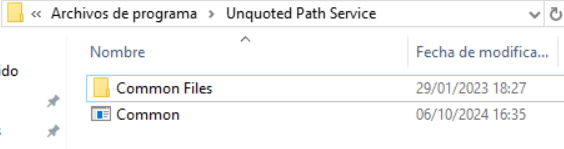 « Archivos de programa › Unquoted Path Service
Nombre Fecha de modifica...
ido
Common Files 29/01/2023 18:27
Common 06/10/2024 16:35